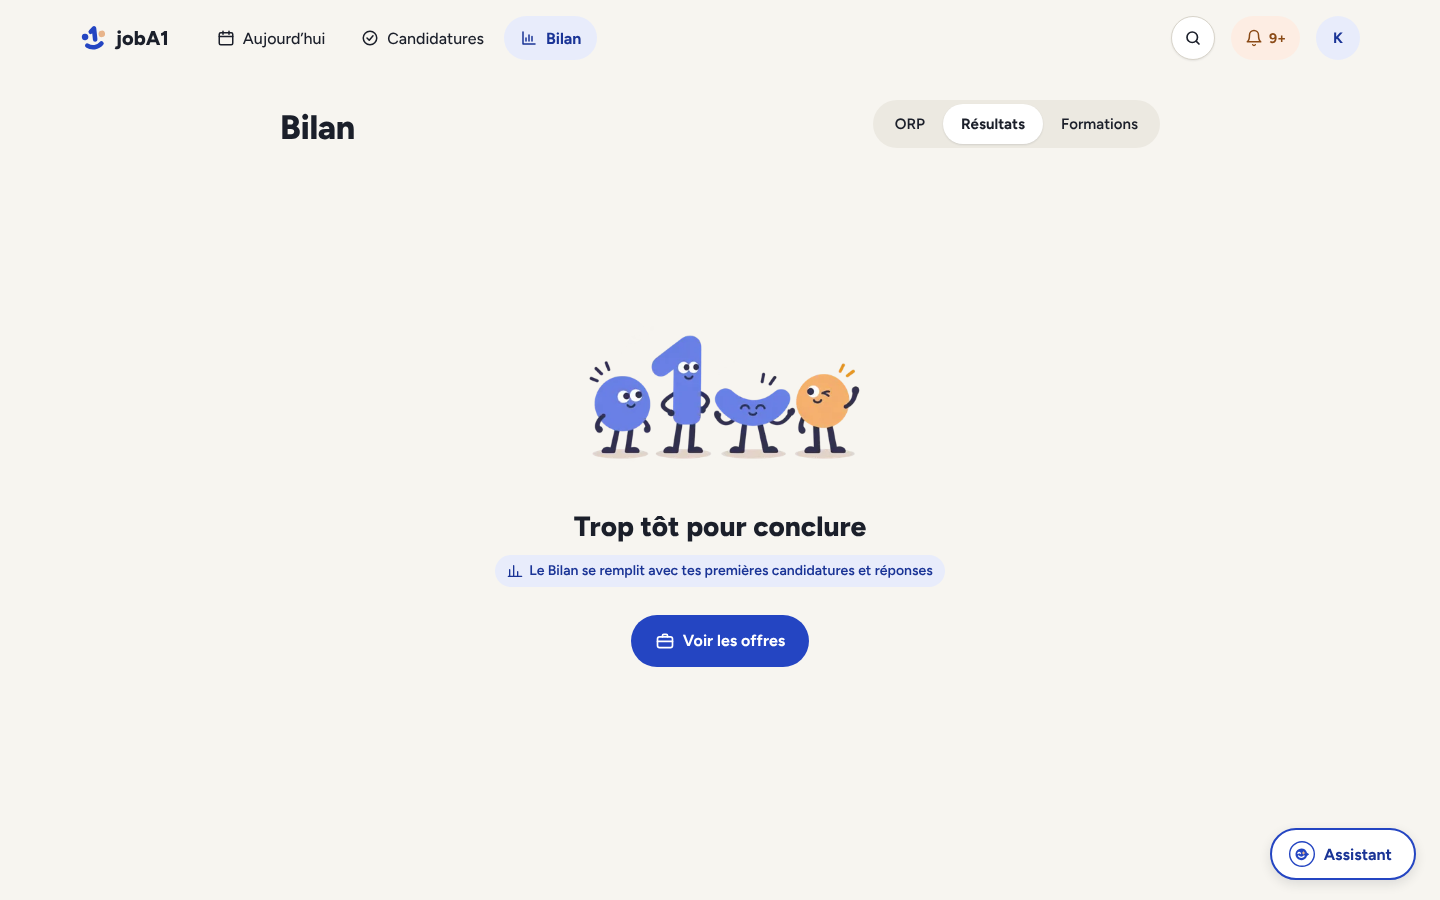 jobA1
Aujourd’hui
Candidatures
Bilan
9+
K
Bilan
ORP
Résultats
Formations
Trop tôt pour conclure
Le Bilan se remplit avec tes premières candidatures et réponses
Voir les offres
Assistant